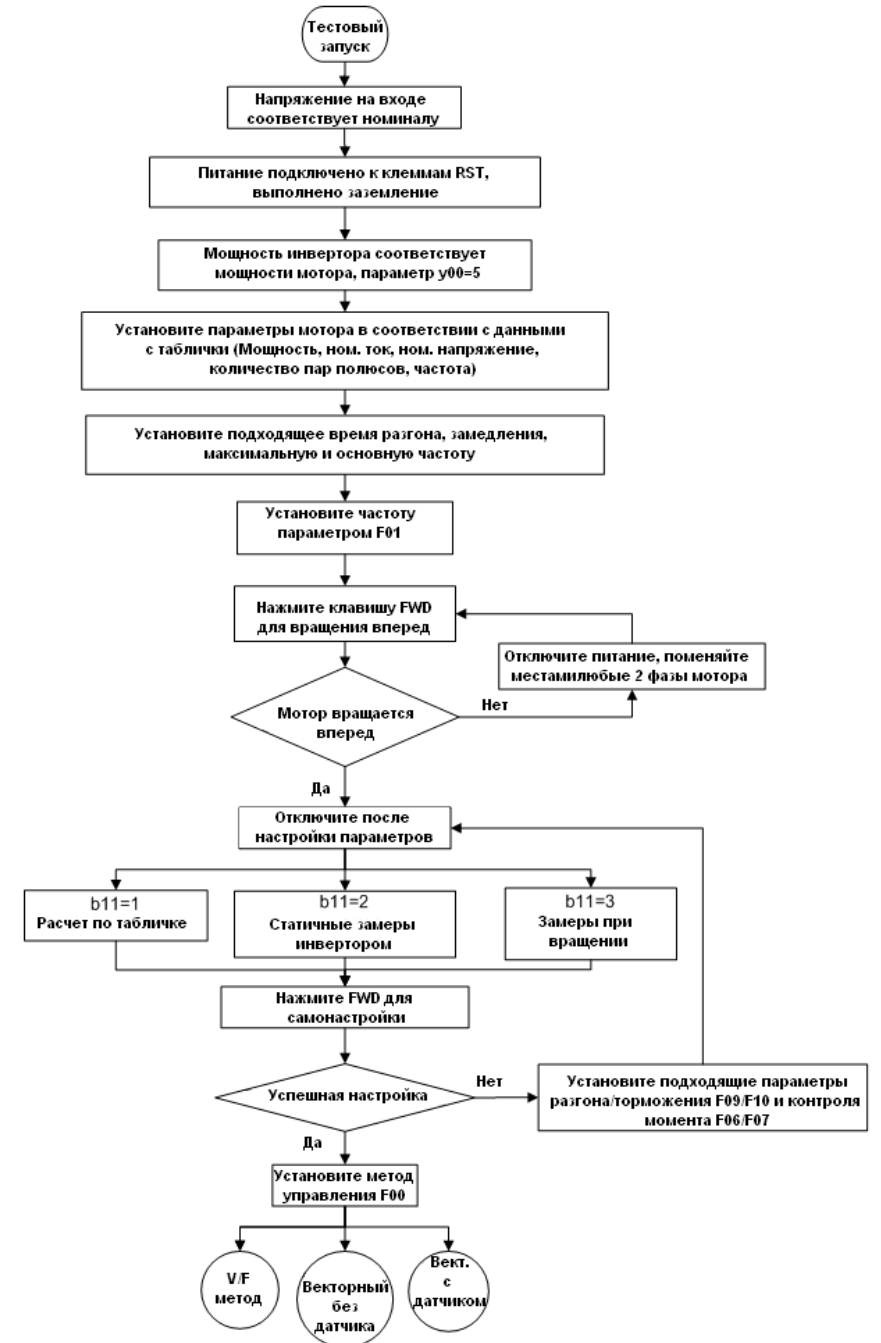 Тестовый
запуск
Напряжение на входе
соответствует номиналу
Питание подключено к клеммам RST,
выполнено заземление
Мощность инвертора соответствует
мощности мотора, параметр y00=5
Установите параметры мотора в соответствии с данными
с таблички (Мощность, ном. ток, ном. напряжение,
количество пар полюсов, частота)
Установите подходящее время разгона, замедления,
максимальную и основную частоту
Установите частоту
параметром F01
Нажмите клавишу FWD
для вращения вперед
Отключите питание, поменяйте
местамилюбые 2 фазы мотора
Мотор вращается
вперед
Нет
Да
Отключите после
настройки параметров
b11=1
Расчет по табличке
b11=2
Статичные замеры
инвертором
b11=3
Замеры при
вращении
Нажмите FWD для
самонастройки
Успешная настройка
Нет
Установите подходящие параметры
разгона/торможения F09/F10 и контроля
момента F06/F07
Да
Установите метод
управления F00
V/F
метод
Векторный
без
датчика
Вект.
с
датчиком